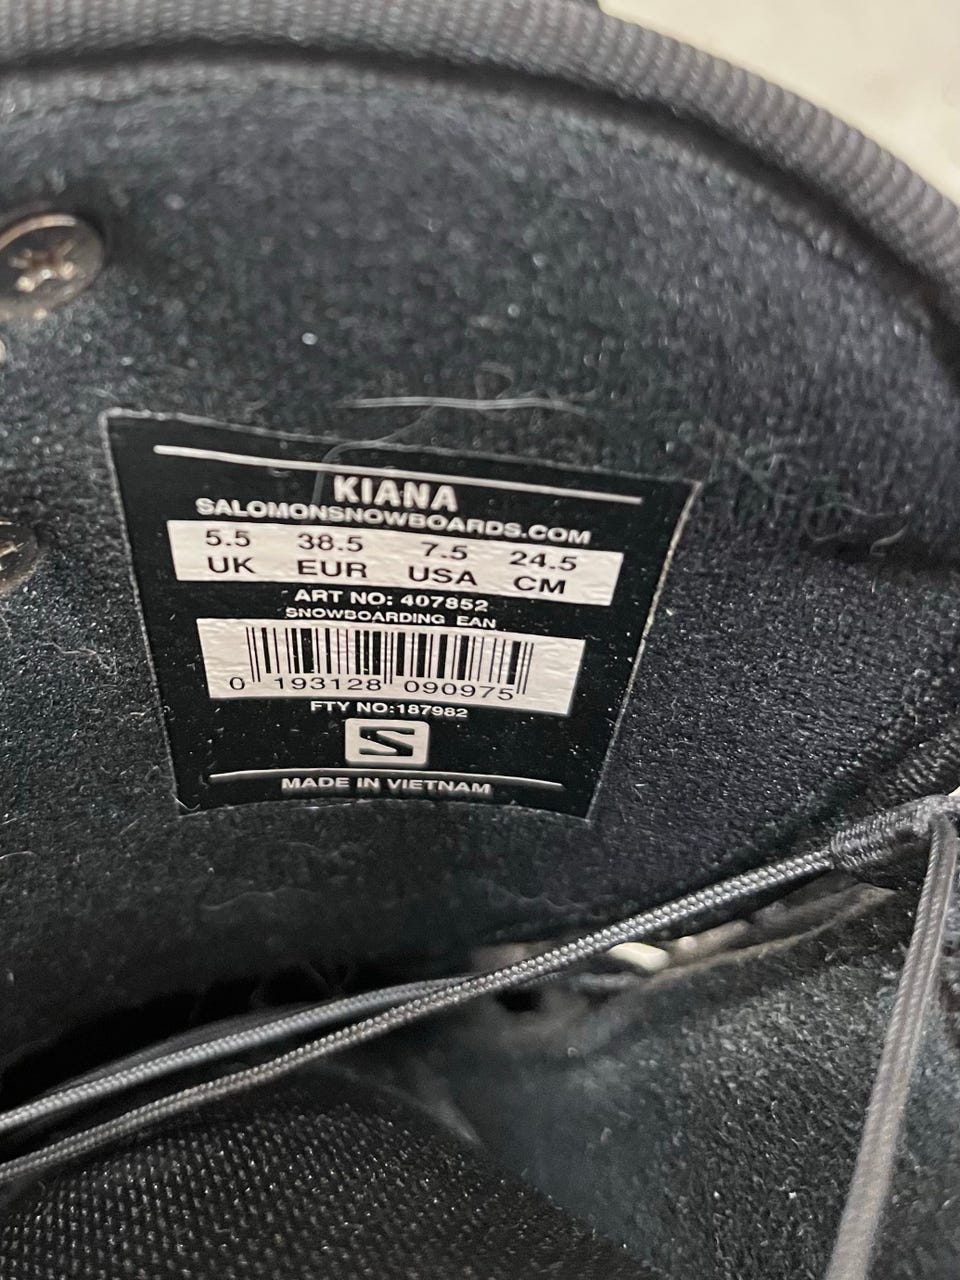 KIANA
SALOMONSNOWBOARDS.COM
5.5 38.5 7.5 24.5
UK EUR USA CM
ART NO: 407852
SNOWBOARDING EAN
0 193128 090975
FTY NO:187982
MADE IN VIETNAM